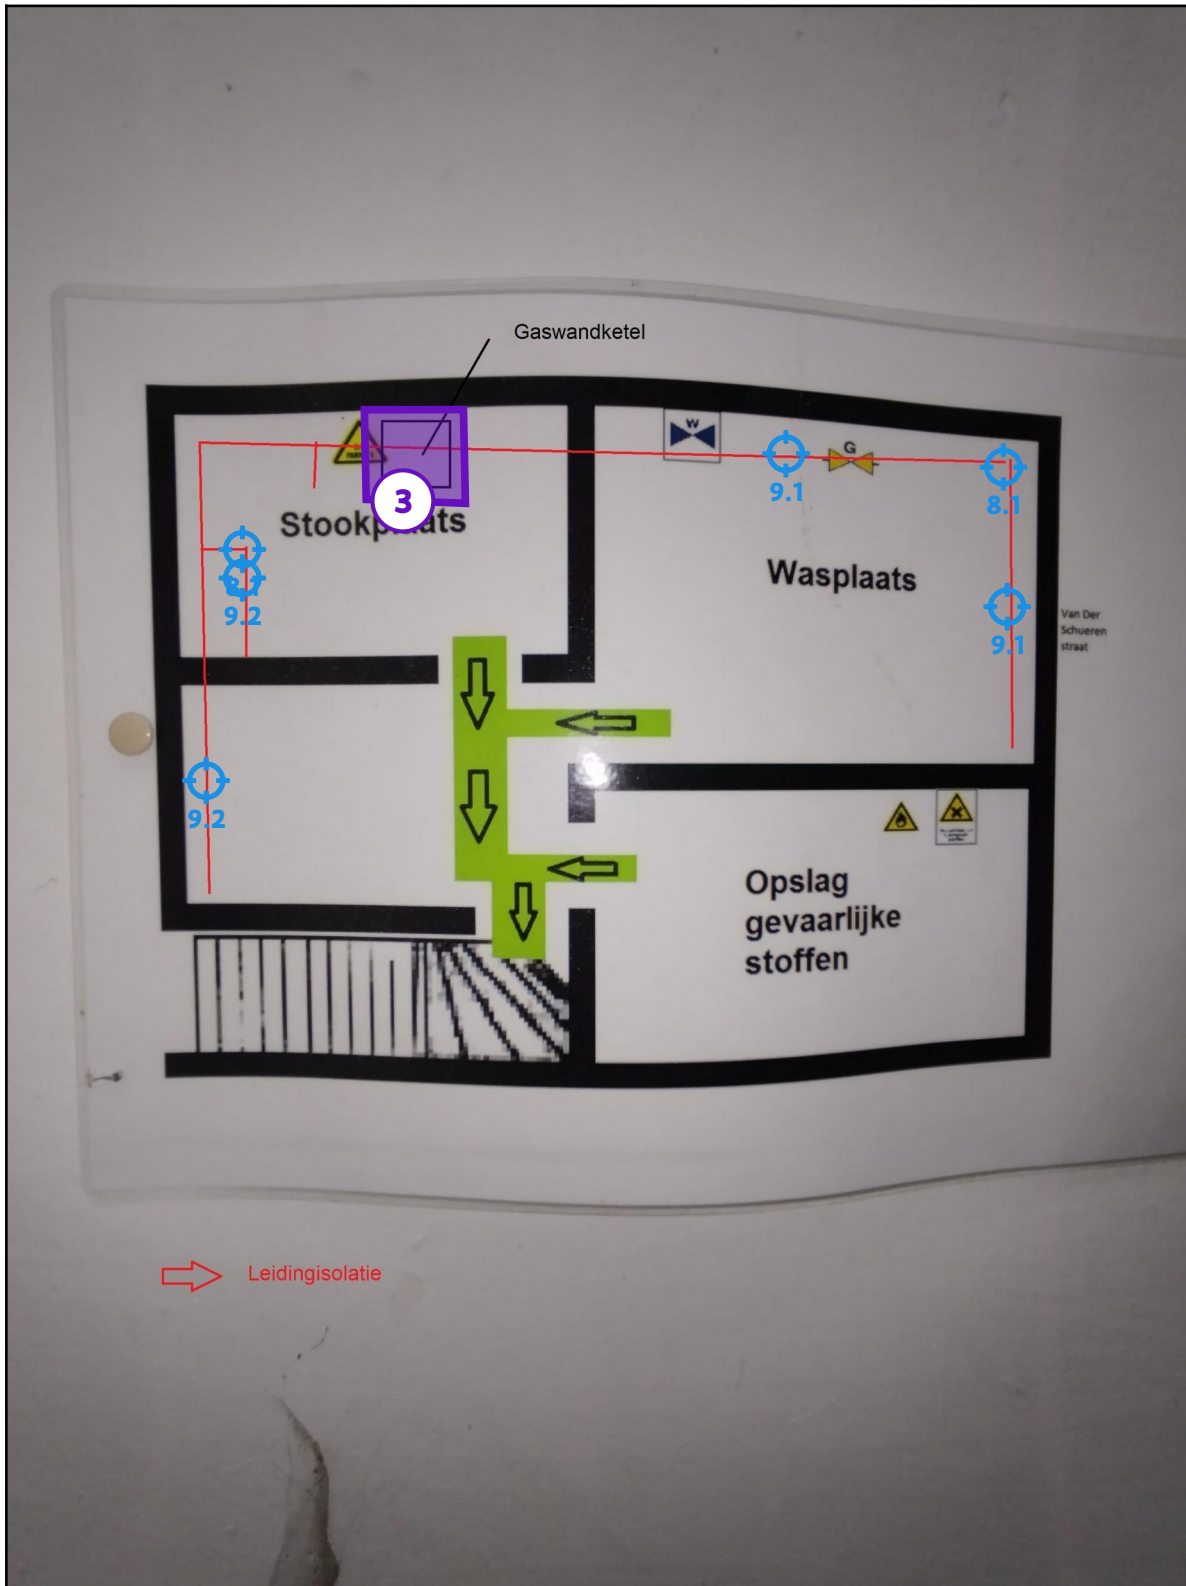 Gaswandketel
W
G
9.1
8.1
3
Stookplaats
Wasplaats
9.2
Van Der
Schueren
straat
9.1
9.2
Opslag
gevaarlijke
stoffen
Leidingisolatie